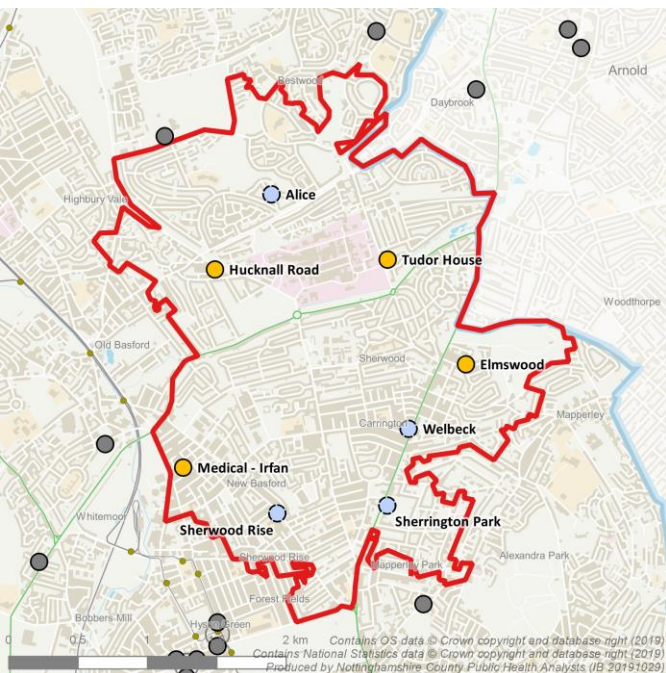 Arnold
Bestwood
Daybrook
Alice
Highbury Vale
Tudor House
Hucknall Road
Woodthorpe
Old Basford
Sherwood
Elmswood
Mapperley
Carrington
Welbeck
Medical - Irfan
New Basford
Whitemoor
Sherrington Park
Sherwood Rise
Sherwood Rise
Alexandra Park
Mapperley Park
Forest Fields
Bobbers Mill
Hyson Green
0 0.5 1 2 km
Contains OS data © Crown copyright and database right (2019)
Contains National Statistics data © Crown copyright and database right (2019)
Produced by Nottinghamshire County Public Health Analysts (IB 20191029)